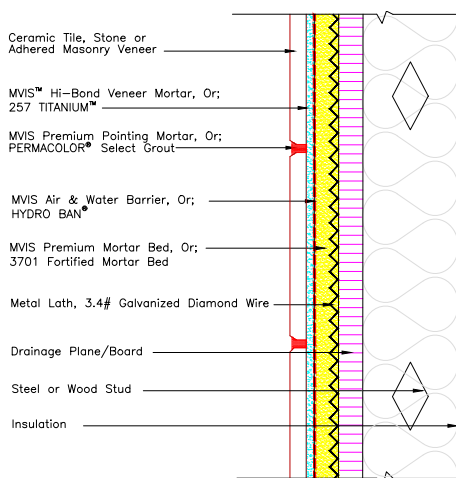 Ceramic Tile, Stone or
Adhered Masonry Veneer
MVIS™ Hi-Bond Veneer Mortar, Or;
257 TITANIUM™
MVIS Premium Pointing Mortar, Or;
PERMACOLOR® Select Grout
MVIS Air & Water Barrier, Or;
HYDRO BAN®
MVIS Premium Mortar Bed, Or;
3701 Fortified Mortar Bed
Metal Lath, 3.4# Galvanized Diamond Wire
Drainage Plane/Board
Steel or Wood Stud
Insulation